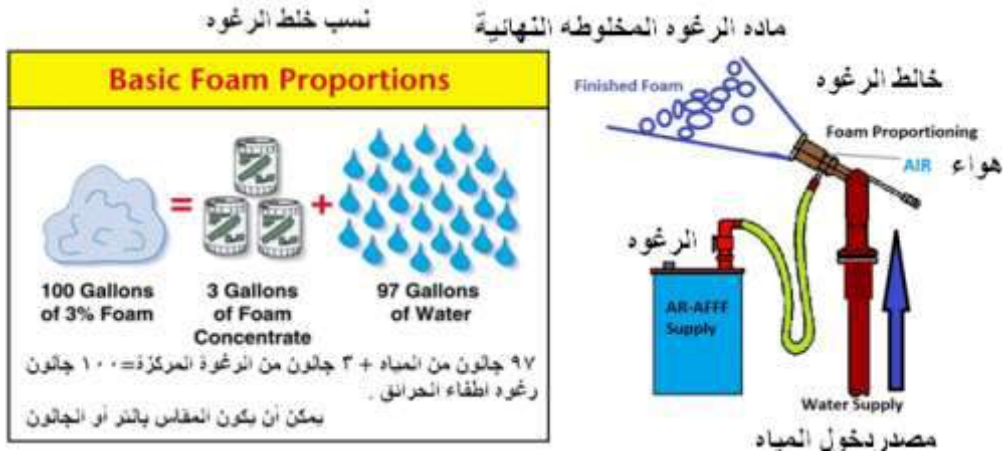 نسب خلط الرغوه
Basic Foam Proportions
=
+
100 Gallons
of 3% Foam
3 Gallons
of Foam
Concentrate
97 Gallons
of Water
٩٧ جالون من المياه + ٣ جالون من الرغوة المركزة=١٠٠ جالون
رغوه اطفاء الحرائق .
يمكن أن يكون المقاس بالتر أو الجالون
ماده الرغوه المخلوطه النهائية
Finished Foam
خالط الرغوه
Foam Proportioning
AIR
هواء
الرغوه
AR-AFFF
Supply
Water Supply
مصدر دخول المياه